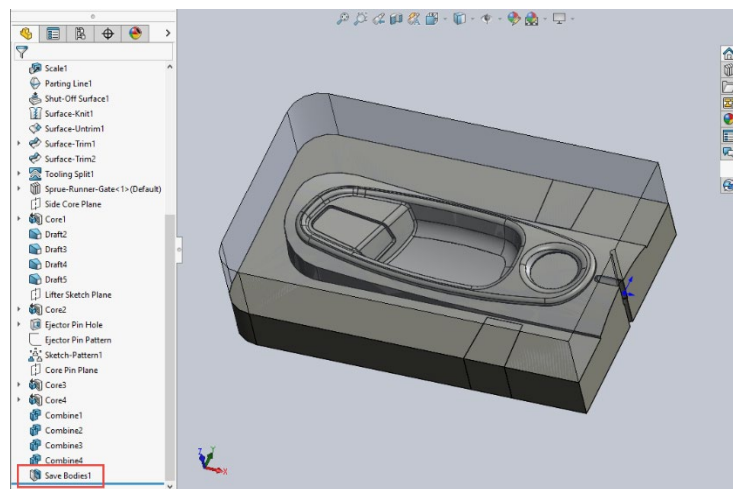 Scale1
Parting Line1
Shut-Off Surface1
Surface-Knit1
Surface-Untrim1
Surface-Trim1
Surface-Trim2
Tooling Split1
Sprue-Runner-Gate<1>(Default)
Side Core Plane
Core1
Draft2
Draft3
Draft4
Draft5
Lifter Sketch Plane
Core2
Ejector Pin Hole
Ejector Pin Pattern
Sketch-Pattern1
Core Pin Plane
Core3
Core4
Combine1
Combine2
Combine3
Combine4
Save Bodies1
Z Y
X